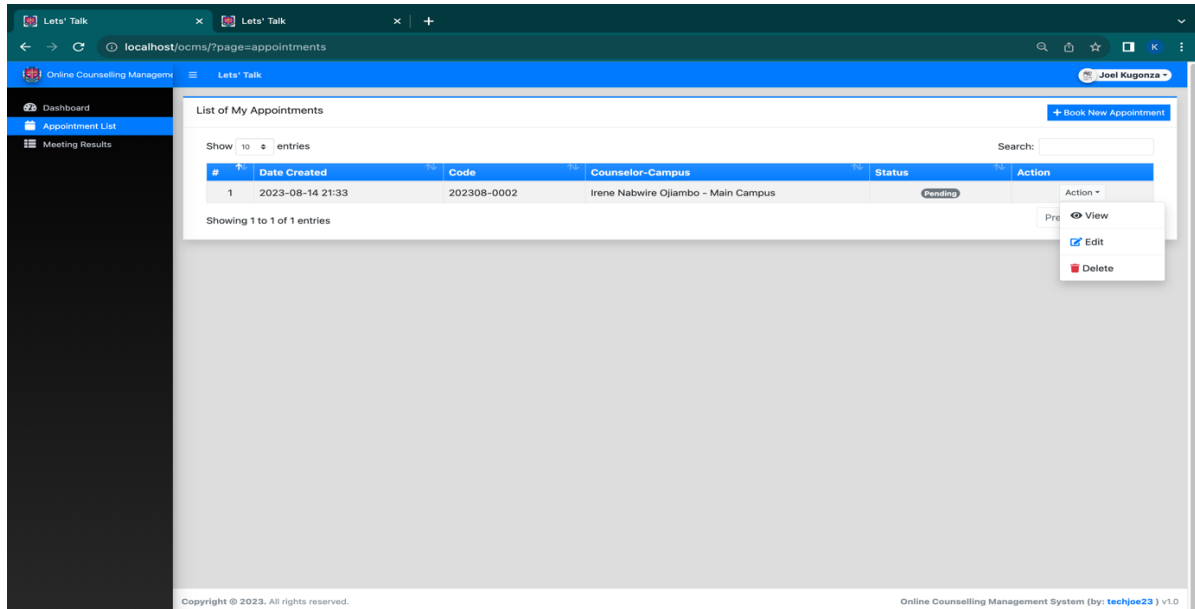 Lets' Talk
Lets' Talk
localhost/ocms/?page=appointments
K
Online Counselling Manageme
Lets' Talk
Joel Kugonza
Dashboard
Appointment List
Meeting Results
List of My Appointments
+ Book New Appointment
Show 10 entries
Search:
# Date Created Code Counselor-Campus Status Action
1 2023-08-14 21:33 202308-0002 Irene Nabwire Ojiambo - Main Campus Pending Action
Showing 1 to 1 of 1 entries
Pre
View
Edit
Delete
Copyright © 2023. All rights reserved.
Online Counselling Management System (by: techjoe23 ) v1.0